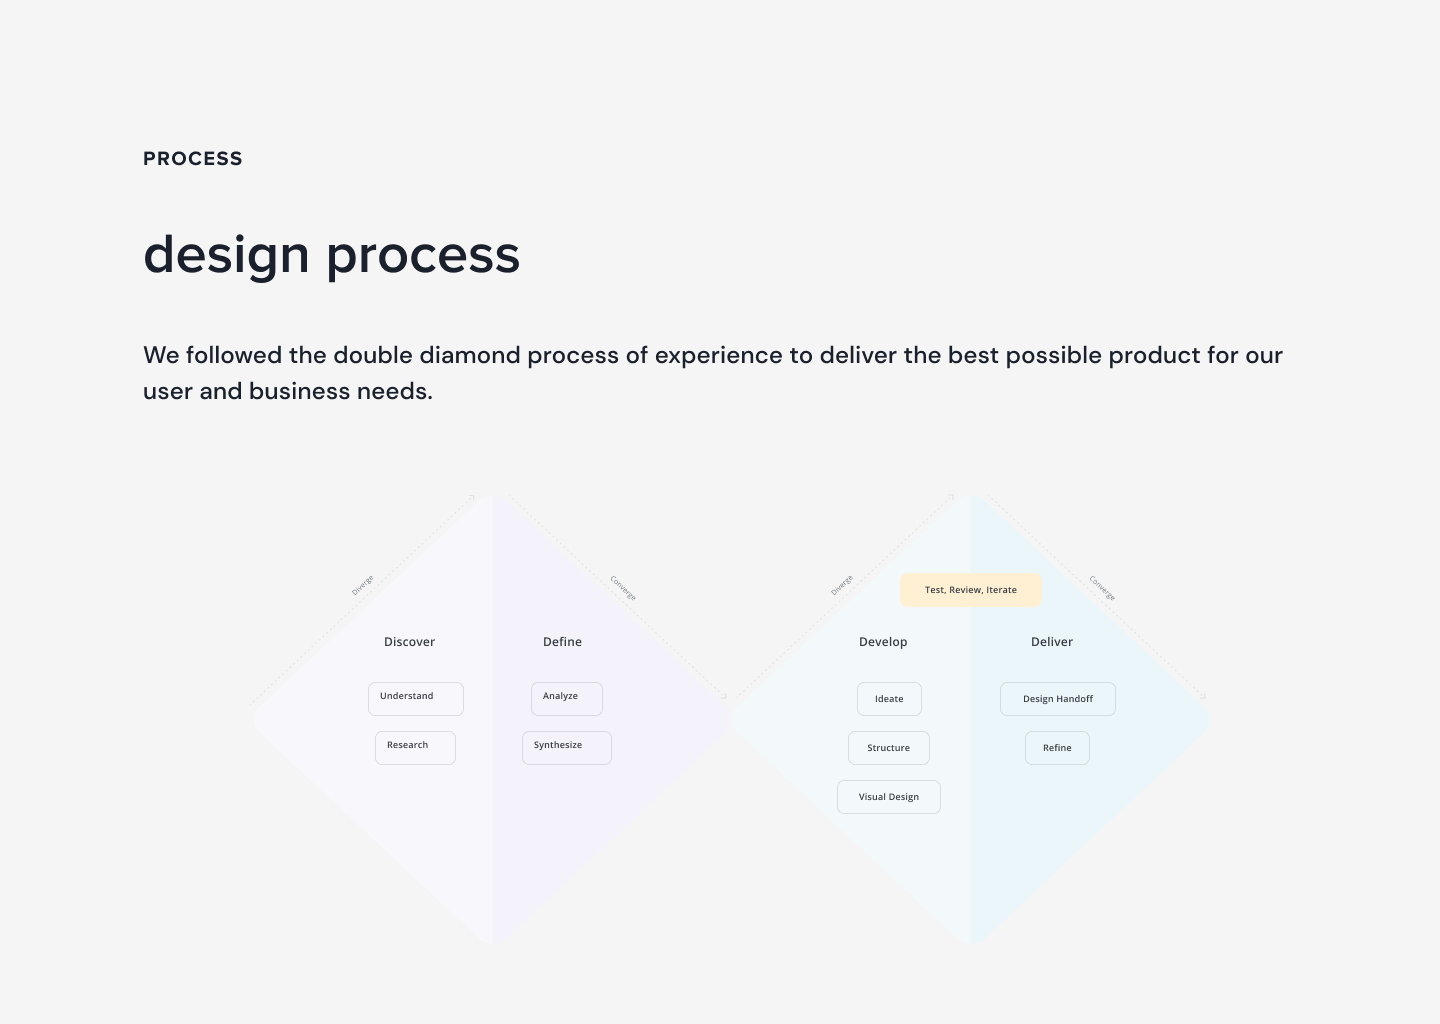 PROCESS
design process
We followed the double diamond process of experience to deliver the best possible product for our
user and business needs.
Diverge
Converge
Discover
Define
Understand
Analyze
Research
Synthesize
Diverge
Converge
Test, Review, Iterate
Develop
Deliver
Ideate
Design Handoff
Structure
Refine
Visual Design